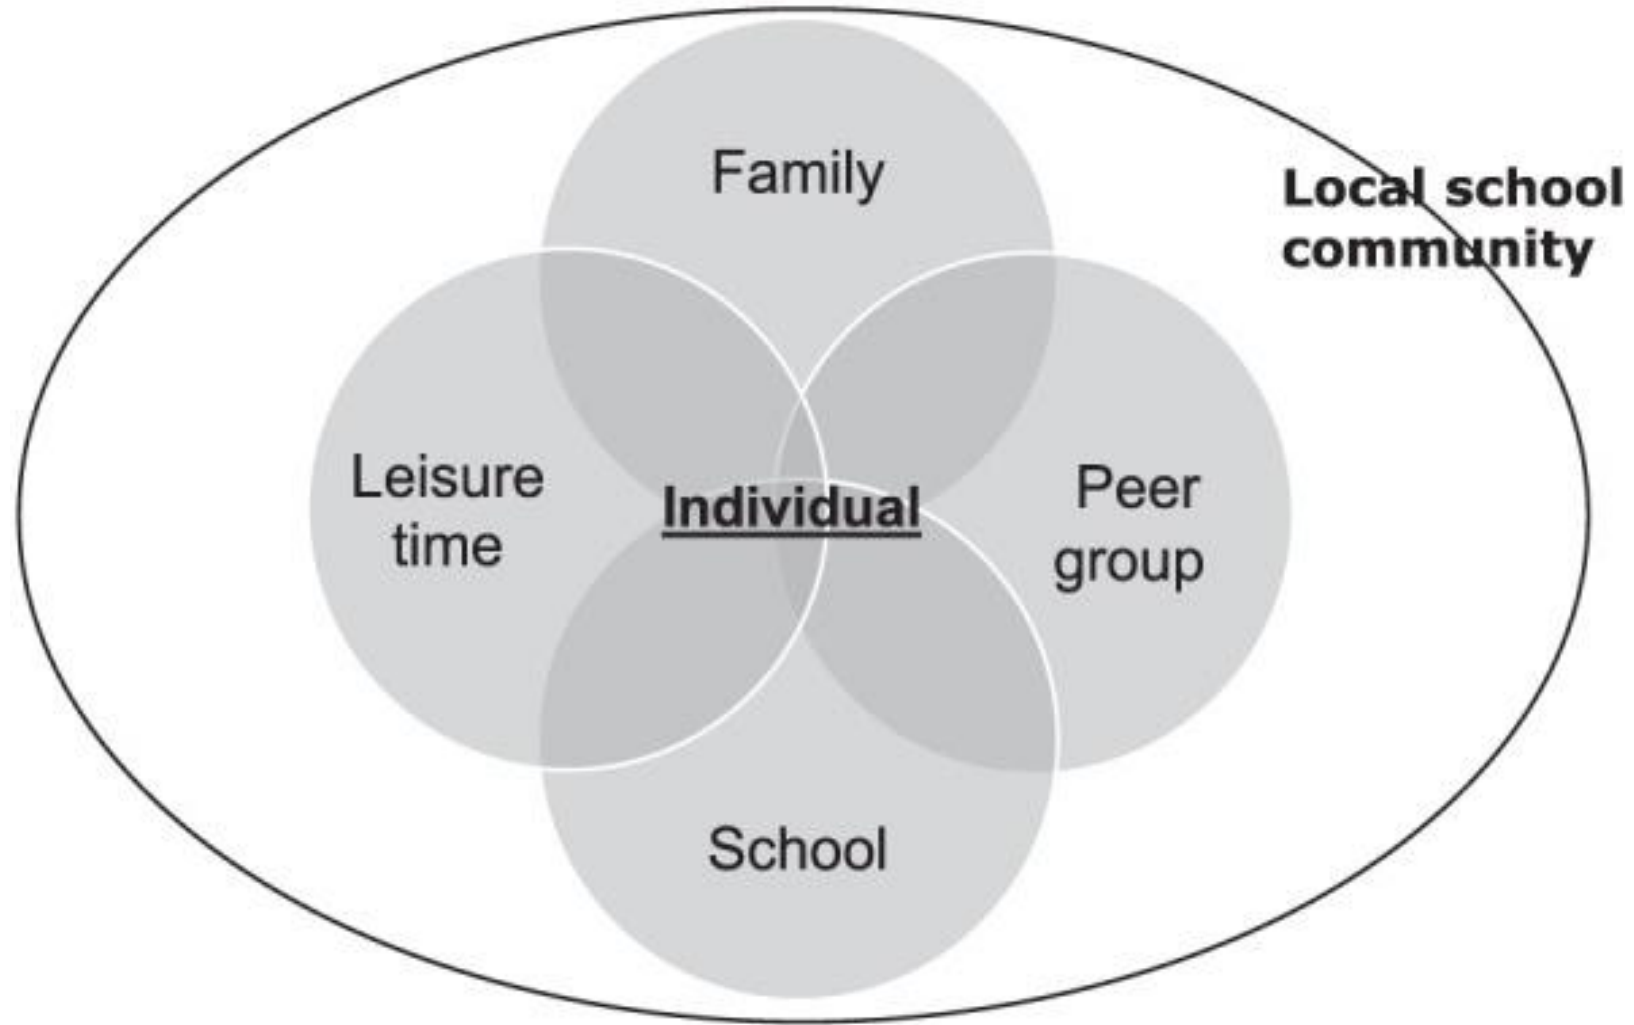 Family
Local school
community
Leisure
time
Individual
Peer
group
School